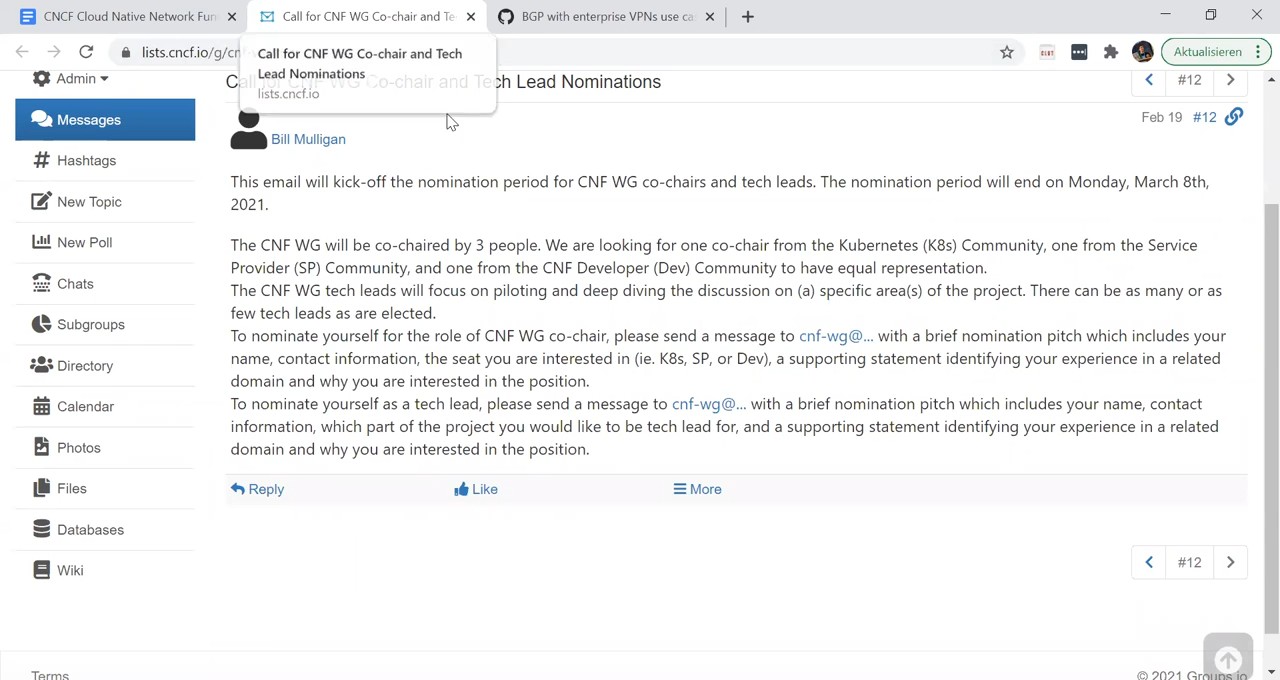 CNCF Cloud Native Network Fun
Call for CNF WG Co-chair and Te
BGP with enterprise VPNs use ca
lists.cncf.io/g/cnf
Aktualisieren
Call for CNF WG Co-chair and Tech
Lead Nominations
lists.cncf.io
Admin
Call for CNF WG Co-chair and Tech Lead Nominations
#12
Messages
Bill Mulligan
Feb 19 #12
Hashtags
New Topic
New Poll
Chats
Subgroups
Directory
Calendar
Photos
Files
Databases
Wiki
This email will kick-off the nomination period for CNF WG co-chairs and tech leads. The nomination period will end on Monday, March 8th,
2021.
The CNF WG will be co-chaired by 3 people. We are looking for one co-chair from the Kubernetes (K8s) Community, one from the Service
Provider (SP) Community, and one from the CNF Developer (Dev) Community to have equal representation.
The CNF WG tech leads will focus on piloting and deep diving the discussion on (a) specific area(s) of the project. There can be as many or as
few tech leads as are elected.
To nominate yourself for the role of CNF WG co-chair, please send a message to cnf-wg@... with a brief nomination pitch which includes your
name, contact information, the seat you are interested in (ie. K8s, SP, or Dev), a supporting statement identifying your experience in a related
domain and why you are interested in the position.
To nominate yourself as a tech lead, please send a message to cnf-wg@... with a brief nomination pitch which includes your name, contact
information, which part of the project you would like to be tech lead for, and a supporting statement identifying your experience in a related
domain and why you are interested in the position.
Reply
Like
More
#12
Terms
© 2021 Groups.io